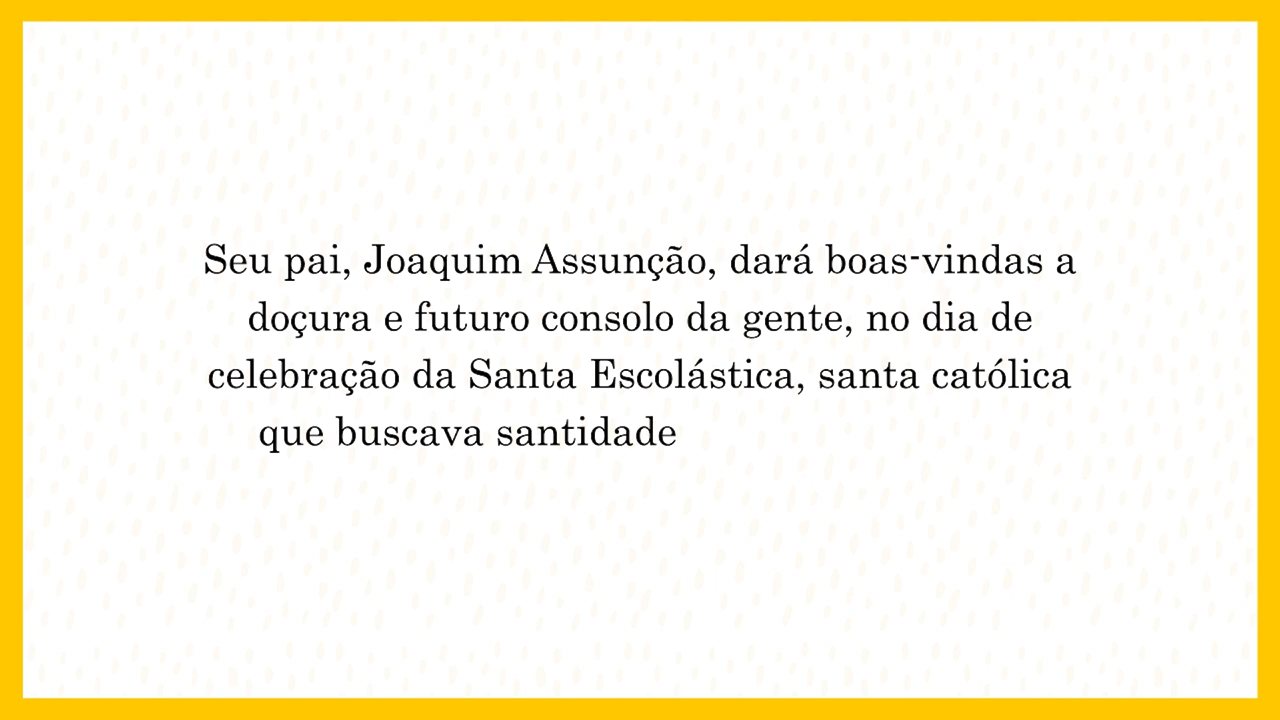 Seu pai, Joaquim Assunção, dará boas-vindas a
doçura e futuro consolo da gente, no dia de
celebração da Santa Escolástica, santa católica
que buscava santidade